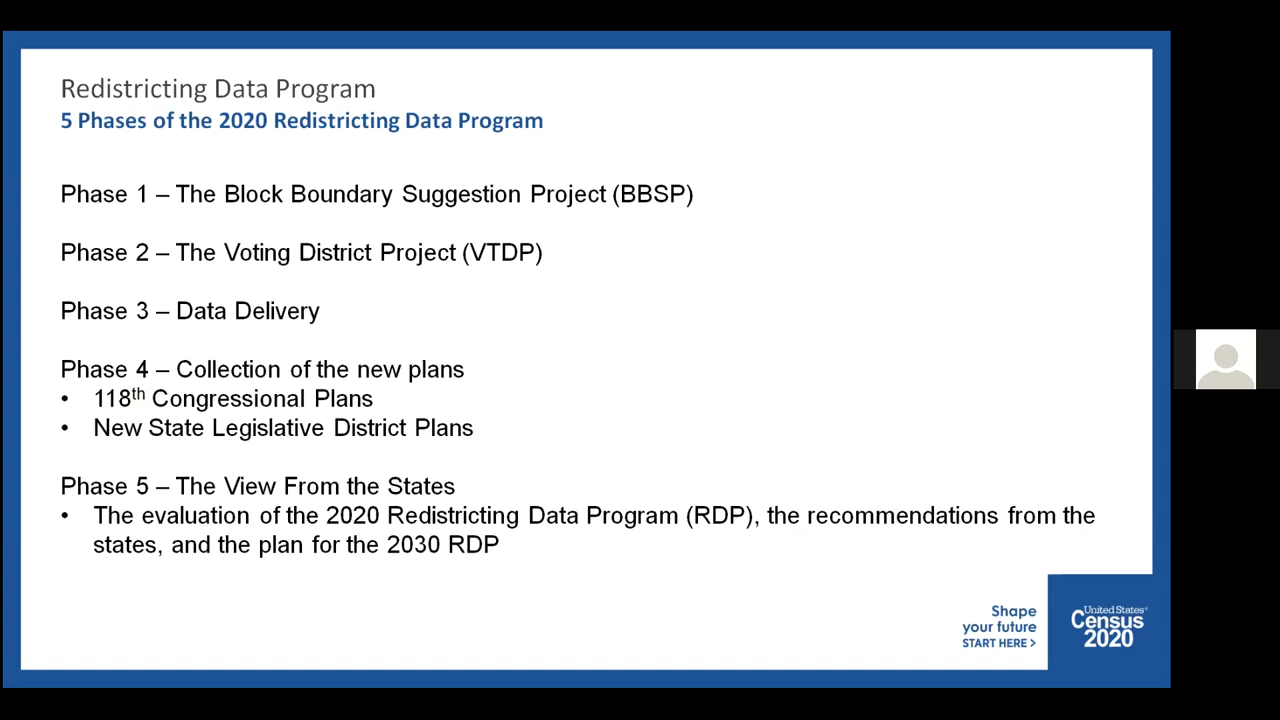 Redistricting Data Program
5 Phases of the 2020 Redistricting Data Program
Phase 1 – The Block Boundary Suggestion Project (BBSP)
Phase 2 – The Voting District Project (VTDP)
Phase 3 – Data Delivery
Phase 4 – Collection of the new plans
• 118th Congressional Plans
• New State Legislative District Plans
Phase 5 – The View From the States
• The evaluation of the 2020 Redistricting Data Program (RDP), the recommendations from the
states, and the plan for the 2030 RDP
Shape
your future
START HERE >
United States®
Census
2020